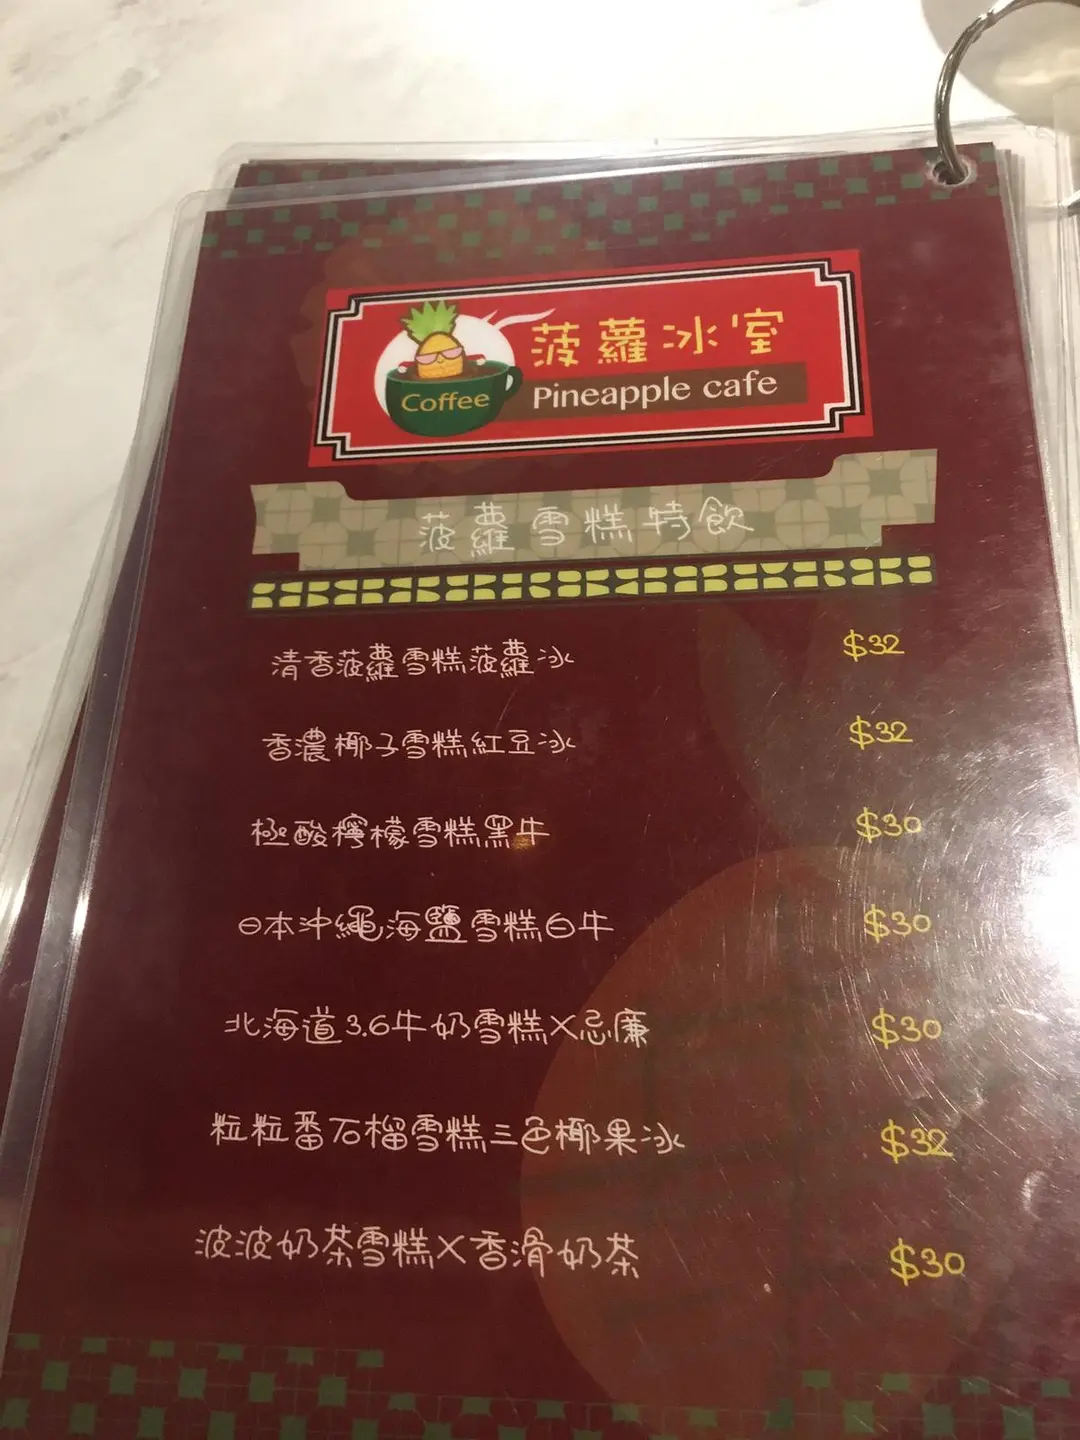 菠蘿冰室
Coffee
Pineapple cafe
菠蘿雪糕特飲
清香菠蘿雪糕菠蘿冰 $32
香濃椰子雪糕紅豆冰 $32
極酸檸檬雪糕黑牛 $30
日本沖繩海鹽雪糕白牛 $30
北海道3.6牛奶雪糕X忌廉 $30
粒粒番石榴雪糕三色椰果冰 $32
波波奶茶雪糕X香滑奶茶 $30